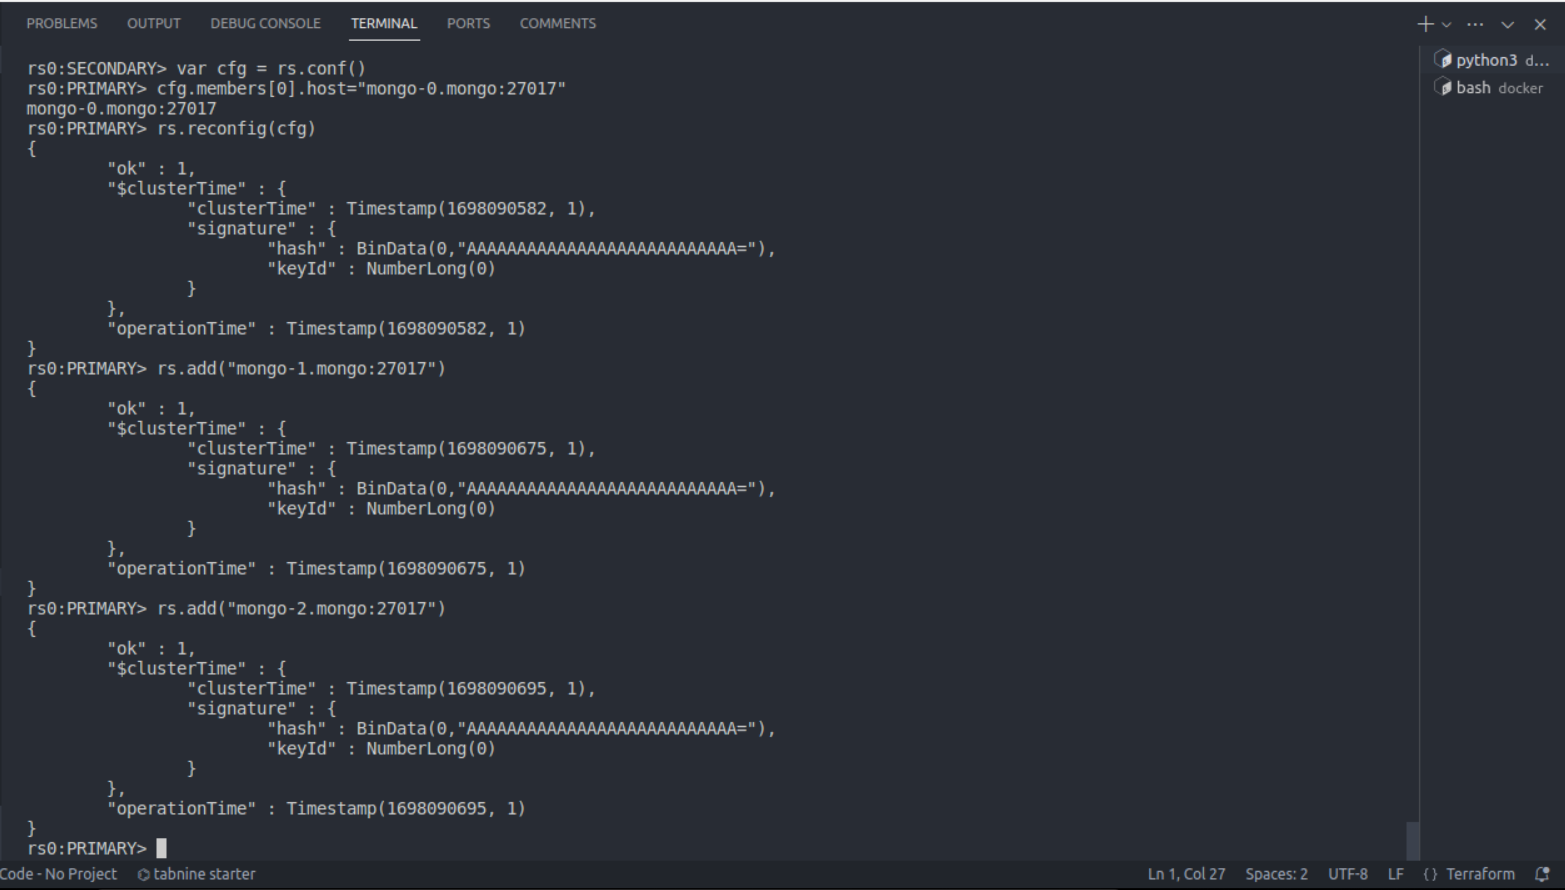 PROBLEMS OUTPUT DEBUG CONSOLE TERMINAL PORTS COMMENTS
rs0:SECONDARY> var cfg = rs.conf()
rs0:PRIMARY> cfg.members[0].host="mongo-0.mongo:27017"
mongo-0.mongo:27017
rs0:PRIMARY> rs.reconfig(cfg)
{
"ok" : 1,
"$clusterTime" : {
"clusterTime" : Timestamp(1698090582, 1),
"signature" : {
"hash" : BinData(0,"AAAAAAAAAAAAAAAAAAAAAAAAAAA="),
"keyId" : NumberLong(0)
}
},
"operationTime" : Timestamp(1698090582, 1)
}
rs0:PRIMARY> rs.add("mongo-1.mongo:27017")
{
"ok" : 1,
"$clusterTime" : {
"clusterTime" : Timestamp(1698090675, 1),
"signature" : {
"hash" : BinData(0,"AAAAAAAAAAAAAAAAAAAAAAAAAAA="),
"keyId" : NumberLong(0)
}
},
"operationTime" : Timestamp(1698090675, 1)
}
rs0:PRIMARY> rs.add("mongo-2.mongo:27017")
{
"ok" : 1,
"$clusterTime" : {
"clusterTime" : Timestamp(1698090695, 1),
"signature" : {
"hash" : BinData(0,"AAAAAAAAAAAAAAAAAAAAAAAAAAA="),
"keyId" : NumberLong(0)
}
},
"operationTime" : Timestamp(1698090695, 1)
}
rs0:PRIMARY>
python3 d...
bash docker
Code - No Project tabnine starter Ln 1, Col 27 Spaces: 2 UTF-8 LF {} Terraform